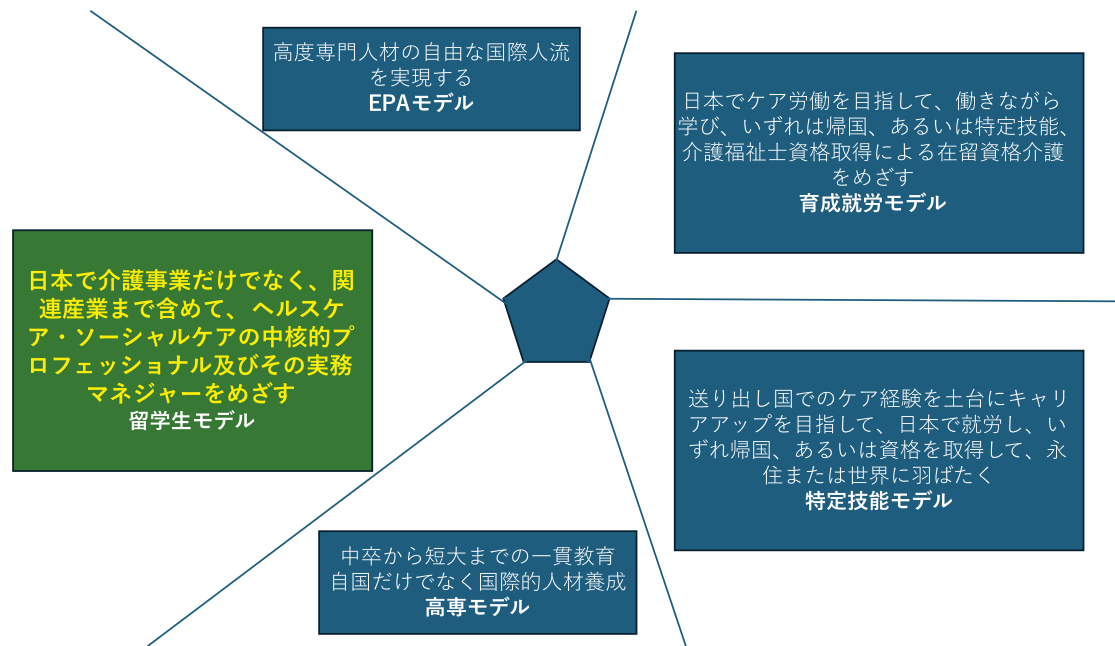 高度専門人材の自由な国際人流
を実現する
EPAモデル
日本でケア労働を目指して、働きながら
学び、いずれは帰国、あるいは特定技能、
介護福祉士資格取得による在留資格介護
をめざす
育成就労モデル
日本で介護事業だけでなく、関
連産業まで含めて、ヘルスケ
ア・ソーシャルケアの中核的プ
ロフェッショナル及びその実務
マネジャーをめざす
留学生モデル
送り出し国でのケア経験を土台にキャリ
アアップを目指して、日本で就労し、い
ずれ帰国、あるいは資格を取得して、永
住または世界に羽ばたく
特定技能モデル
中卒から短大までの一貫教育
自国だけでなく国際的人材養成
高専モデル